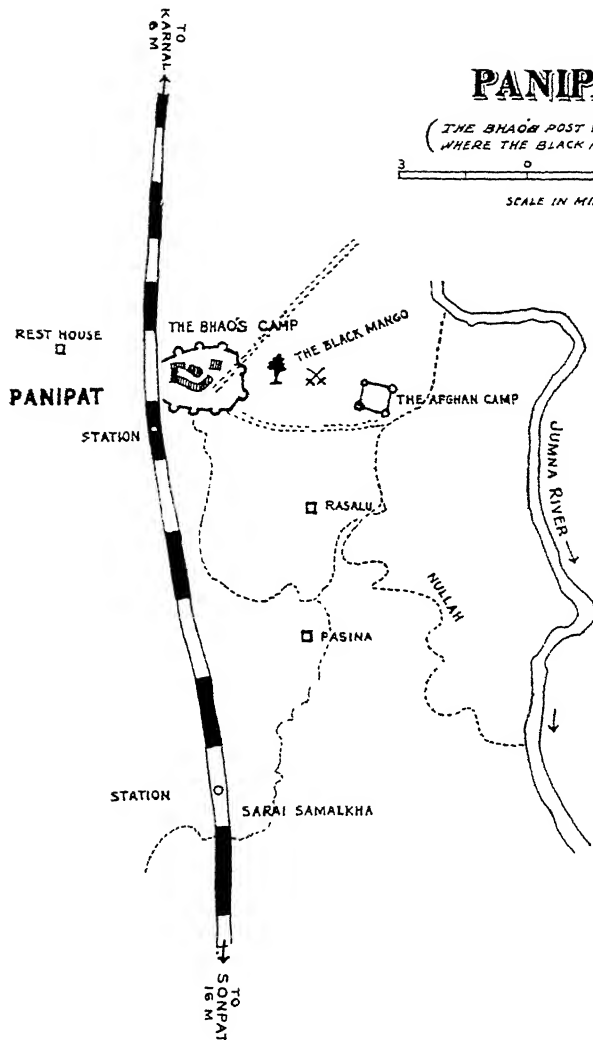 TO
KARNAL
6 M
PANIP
(THE BHAO'S POST
WHERE THE BLACK
3 0
SCALE IN
REST HOUSE
THE BHAO'S CAMP
THE BLACK MANGO
PANIPAT
THE AFGHAN CAMP
STATION
JUMNA RIVER
RASALU
NULLAH
PASINA
STATION
SARAI SAMALKHA
TO
SONPAT
16 M